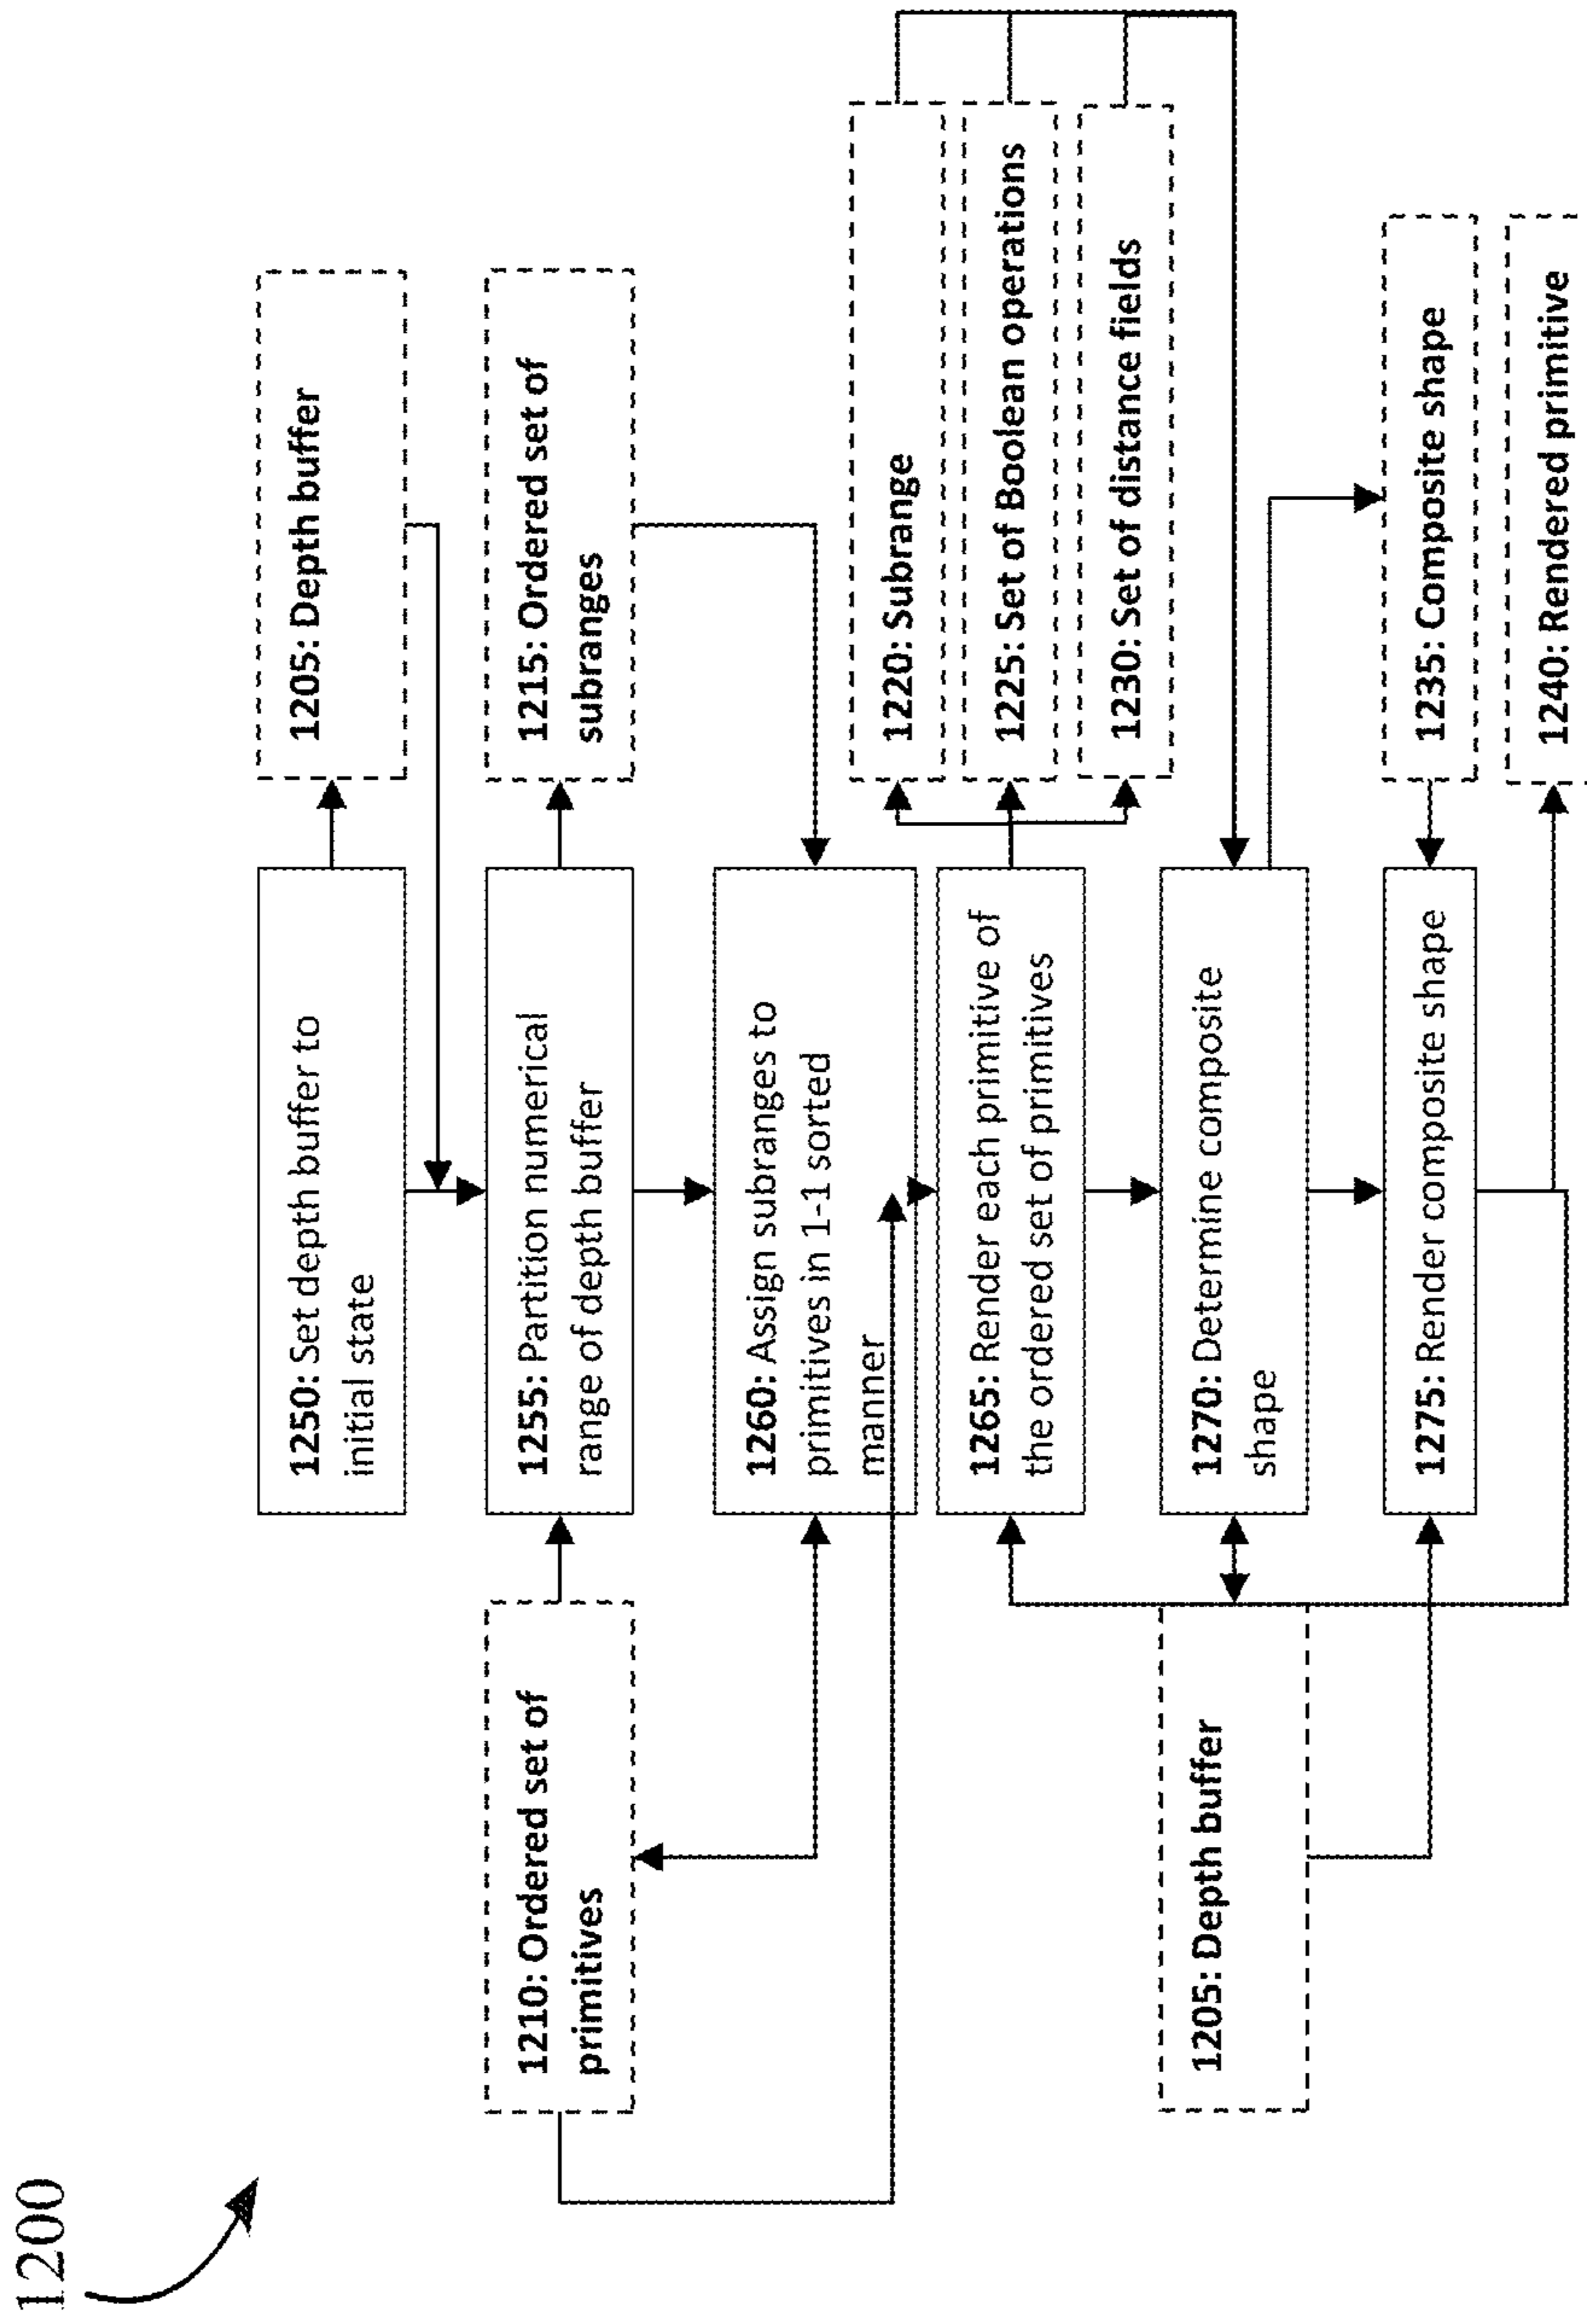 1200
1250: Set depth buffer to
initial state
1205: Depth buffer
1210: Ordered set of
primitives
1255: Partition numerical
range of depth buffer
1215: Ordered set of
subranges
1260: Assign subranges to
primitives in 1-1 sorted
manner
1220: Subrange
1265: Render each primitive of
the ordered set of primitives
1225: Set of Boolean operations
1230: Set of distance fields
1205: Depth buffer
1270: Determine composite
shape
1275: Render composite shape
1235: Composite shape
1240: Rendered primitive